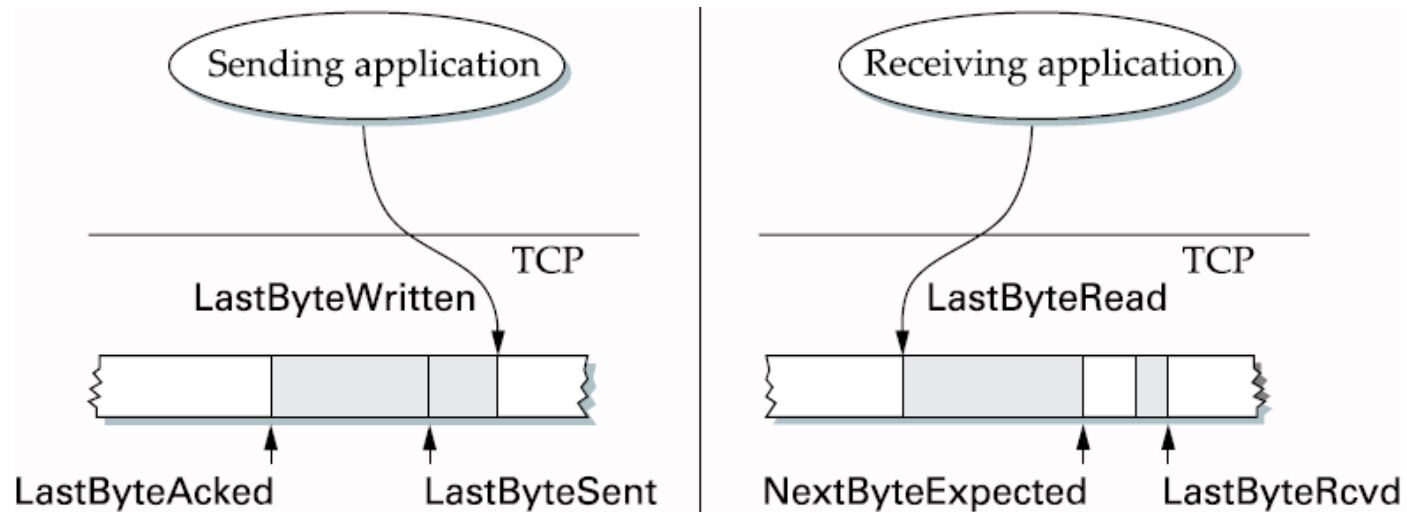 Sending application
TCP
LastByteWritten
LastByteAcked
LastByteSent
Receiving application
TCP
LastByteRead
NextByteExpected
LastByteRcvd